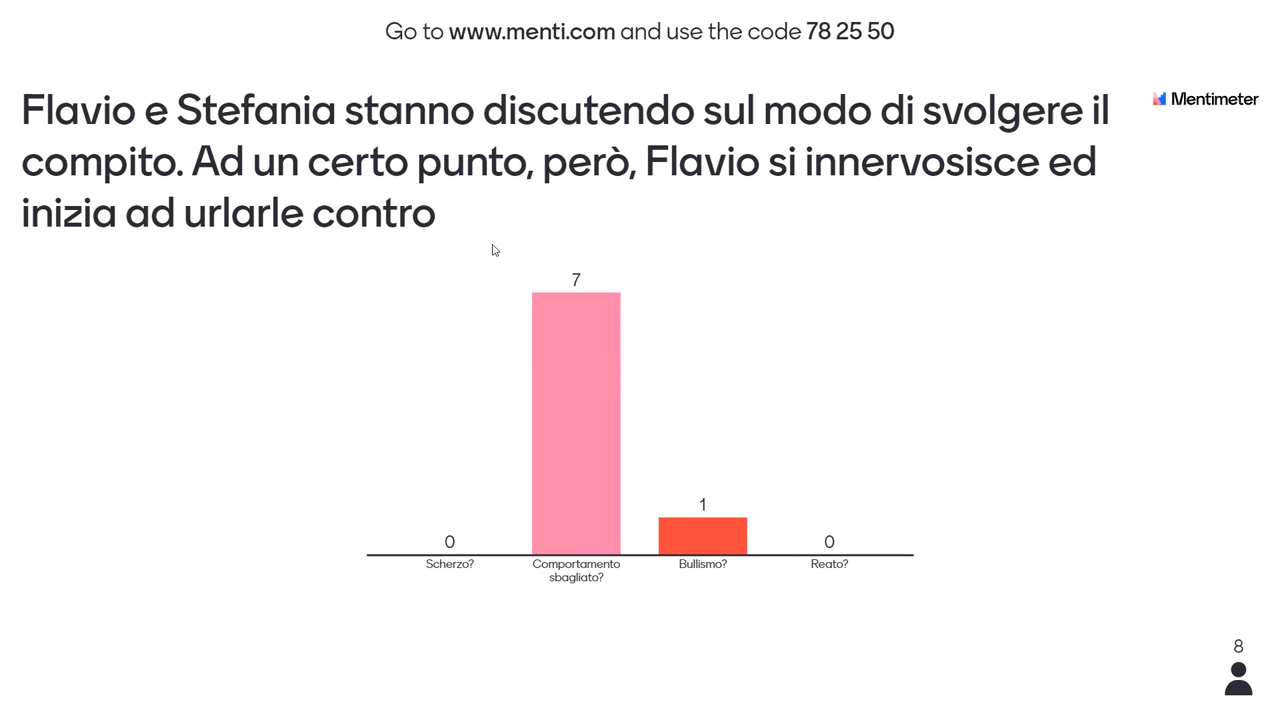 Go to www.menti.com and use the code 78 25 50
Flavio e Stefania stanno discutendo sul modo di svolgere il
compito. Ad un certo punto, però, Flavio si innervosisce ed
inizia ad urlarle contro
Mentimeter
7
1
0
0
Scherzo?
Comportamento
sbagliato?
Bullismo?
Reato?
8